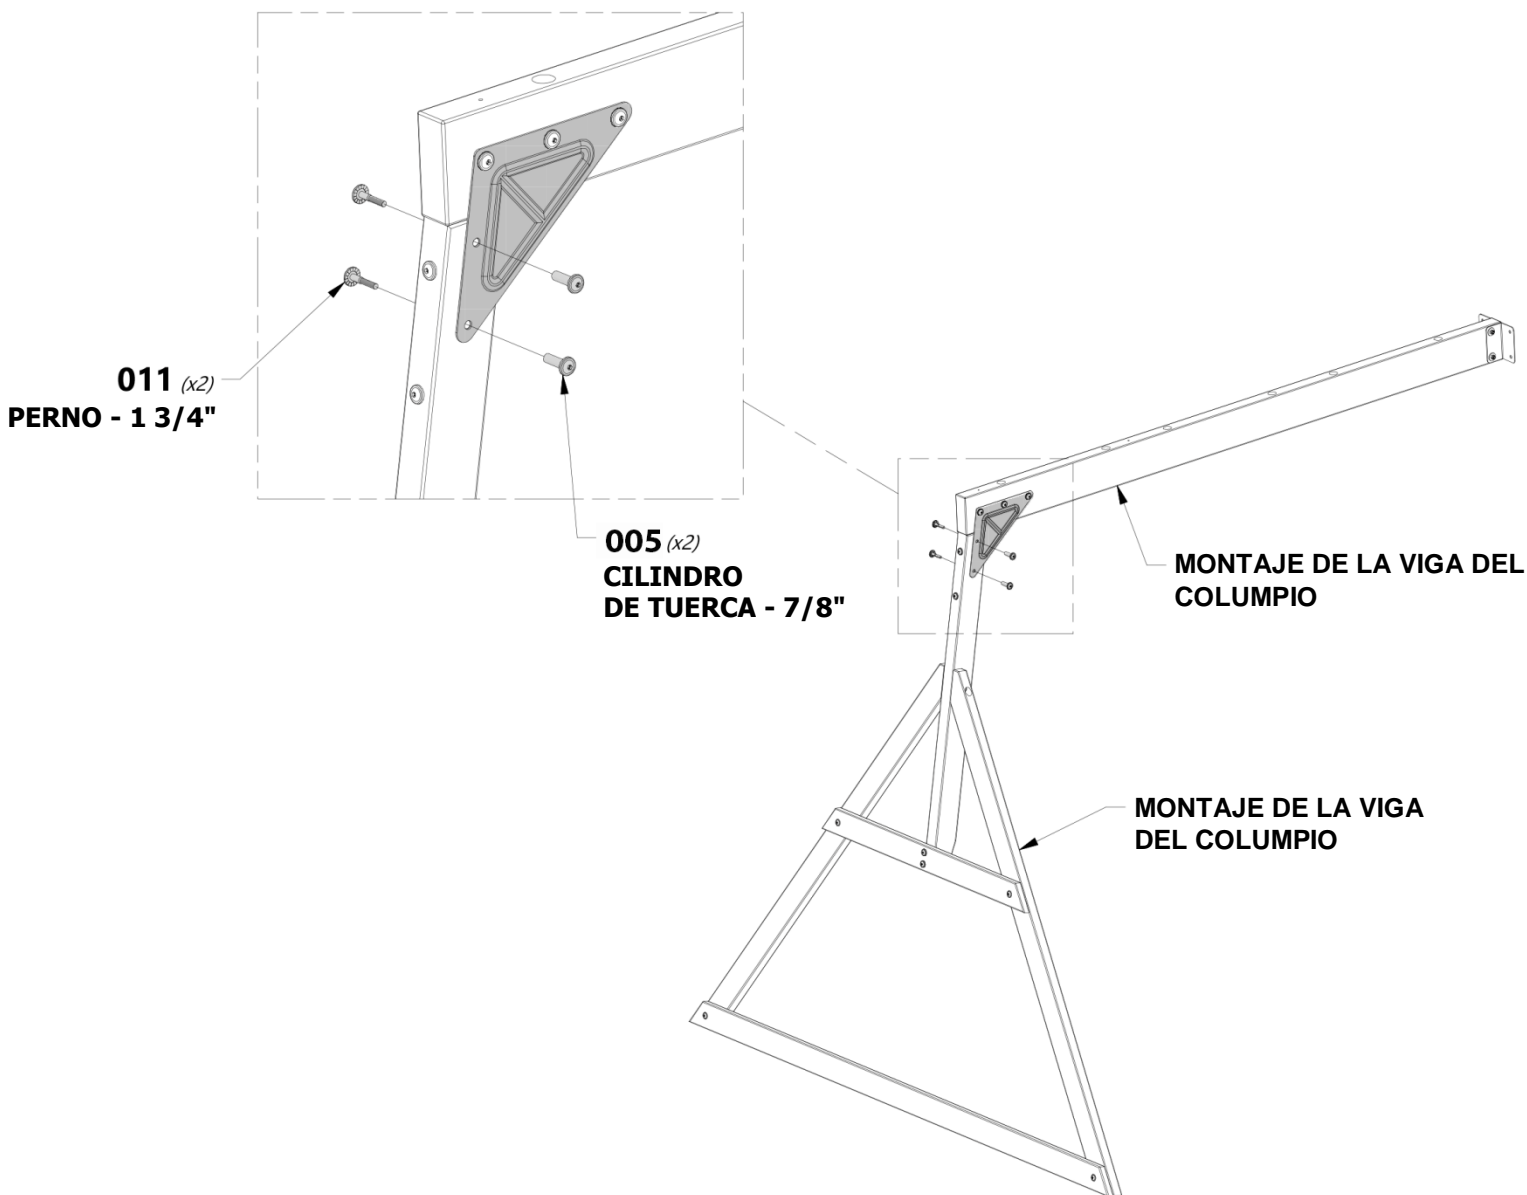 011 (x2)
PERNO - 1 3/4"
005 (x2)
CILINDRO
DE TUERCA - 7/8"
MONTAJE DE LA VIGA DEL
COLUMPIO
MONTAJE DE LA VIGA
DEL COLUMPIO